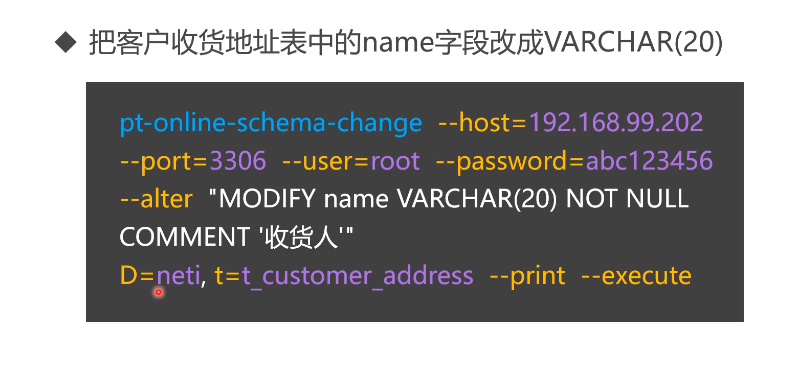 ◆ 把客户收货地址表中的name字段改成VARCHAR(20)
pt-online-schema-change --host=192.168.99.202
--port=3306 --user=root --password=abc123456
--alter "MODIFY name VARCHAR(20) NOT NULL
COMMENT '收货人'"
D=neti, t=t_customer_address --print --execute